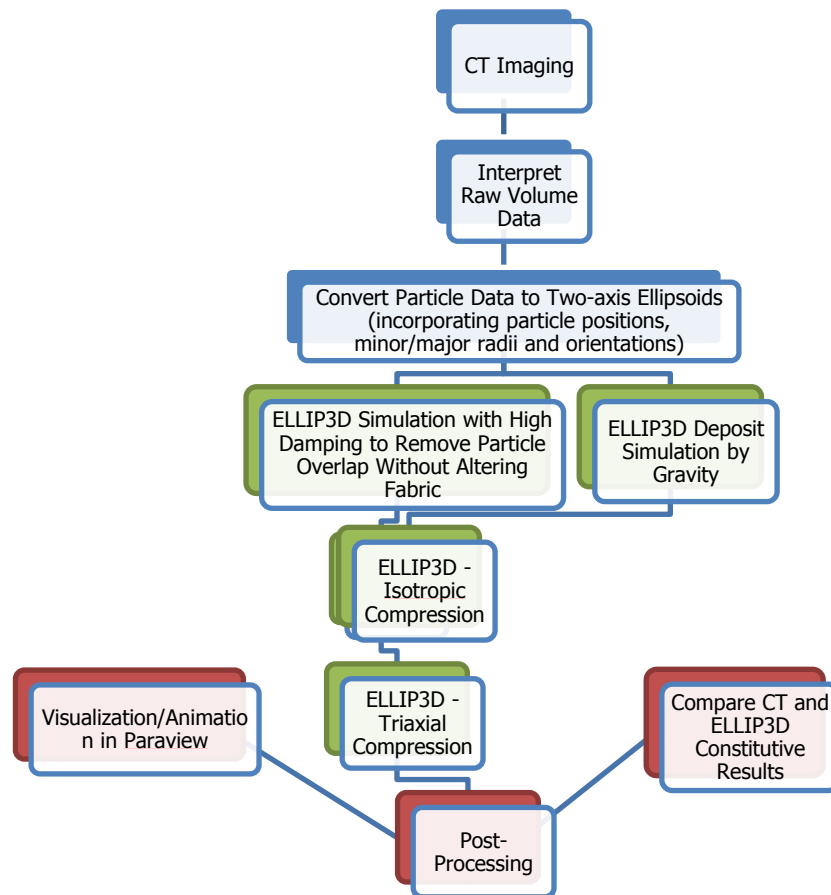 CT Imaging
Interpret
Raw Volume
Data
Convert Particle Data to Two-axis Ellipsoids
(incorporating particle positions,
minor/major radii and orientations)
ELLIP3D Simulation with High
Damping to Remove Particle
Overlap Without Altering
Fabric
ELLIP3D Deposit
Simulation by
Gravity
ELLIP3D -
Isotropic
Compression
ELLIP3D -
Triaxial
Compression
Visualization/Animatio
n in Paraview
Compare CT and
ELLIP3D
Constitutive
Results
Post-
Processing